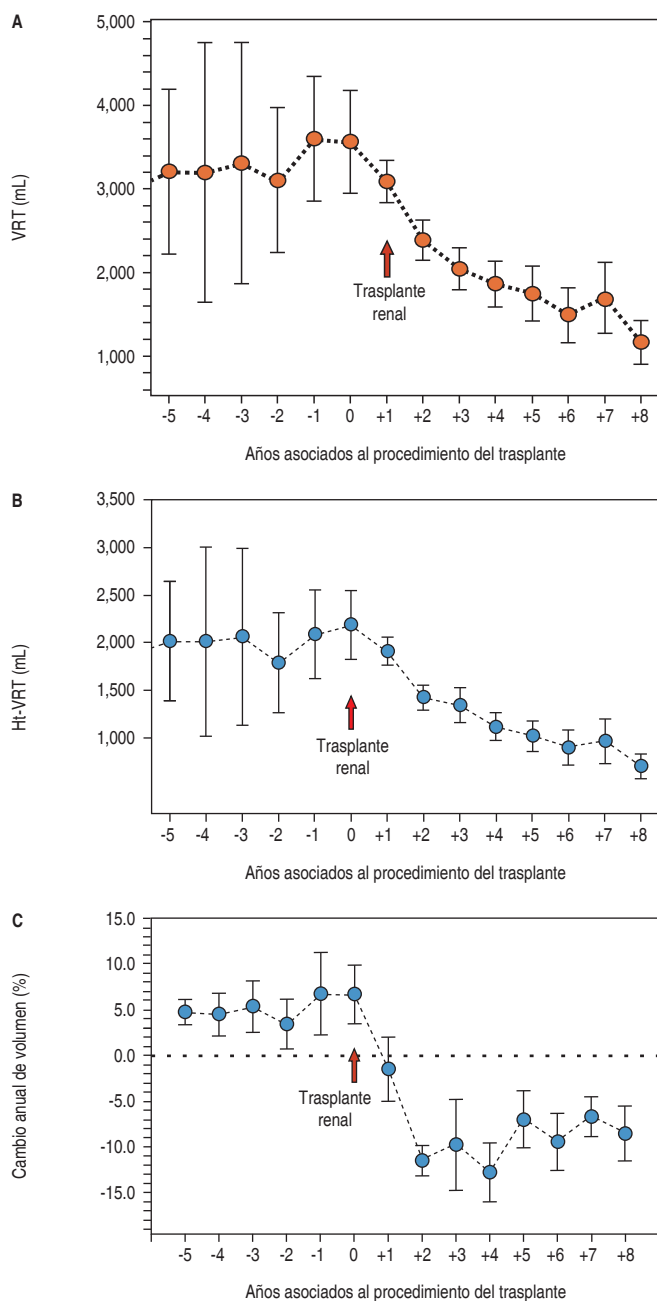 A
5,000
4,000
3,000
2,000
1,000
VRT (mL)
Trasplante
renal
-5 -4 -3 -2 -1 0 +1 +2 +3 +4 +5 +6 +7 +8
Años asociados al procedimiento del trasplante
B
3,500
3,000
2,500
2,000
1,500
1,000
Ht-VRT (mL)
Trasplante
renal
-5 -4 -3 -2 -1 0 +1 +2 +3 +4 +5 +6 +7 +8
Años asociados al procedimiento del trasplante
C
15.0
10.0
5.0
0.0
-5.0
-10.0
-15.0
Cambio anual de volumen (%)
Trasplante
renal
-5 -4 -3 -2 -1 0 +1 +2 +3 +4 +5 +6 +7 +8
Años asociados al procedimiento del trasplante